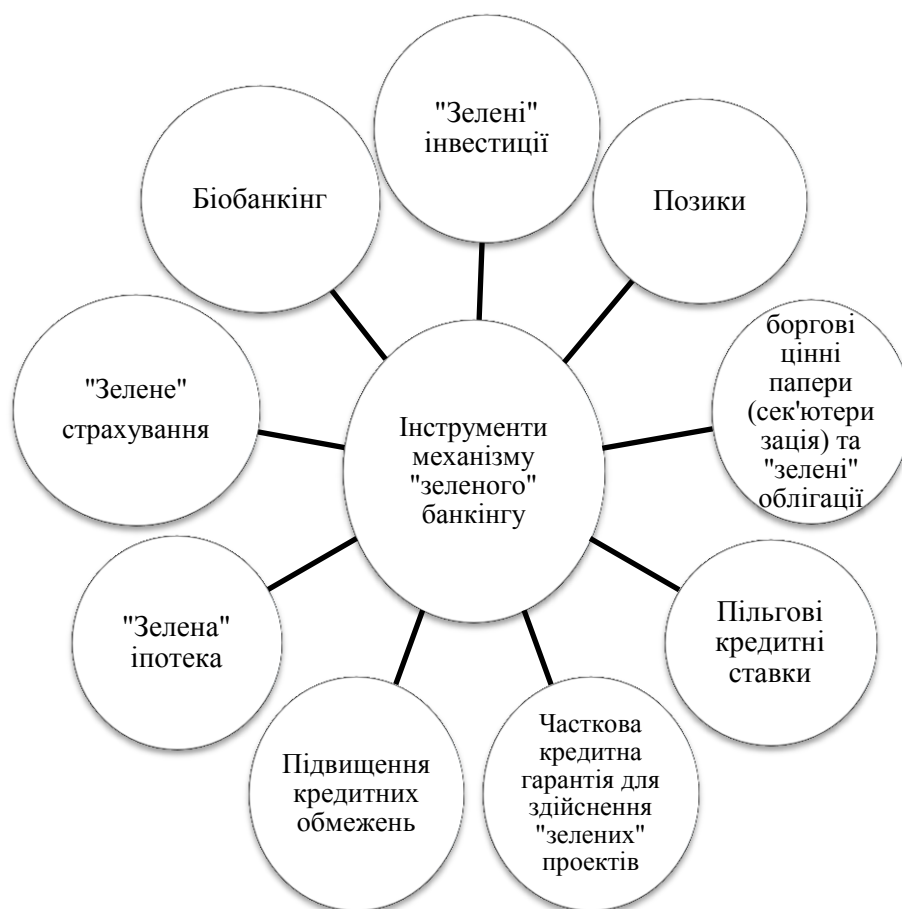 "Зелені"
інвестиції
Позики
боргові
цінні
папери
(сек'ютери
зація) та
"зелені"
облігації
Пільгові
кредитні
ставки
Часткова
кредитна
гарантія для
здійснення
"зелених"
проектів
Підвищення
кредитних
обмежень
"Зелена"
іпотека
"Зелене"
страхування
Біобанкінг
Інструменти
механізму
"зеленого"
банкінгу